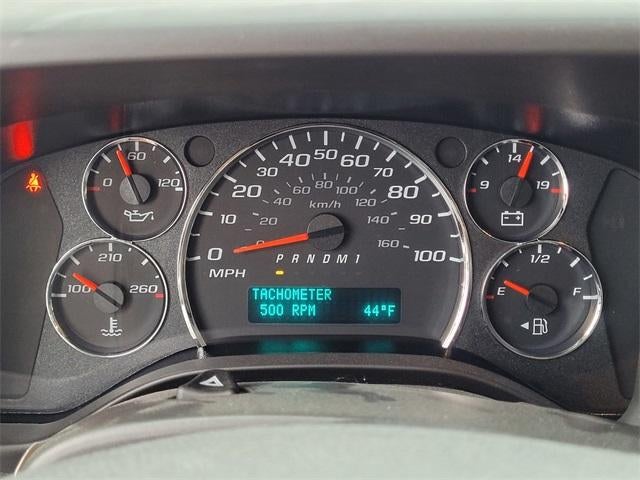 0 60 120
100 210 260
0 10 20 30 40 50 60 70 80 90 100
MPH
0 20 40 60 80 100 120 140 160
km/h
P R N D M 1
TACHOMETER
500 RPM 44°F
9 14 19
E 1/2 F